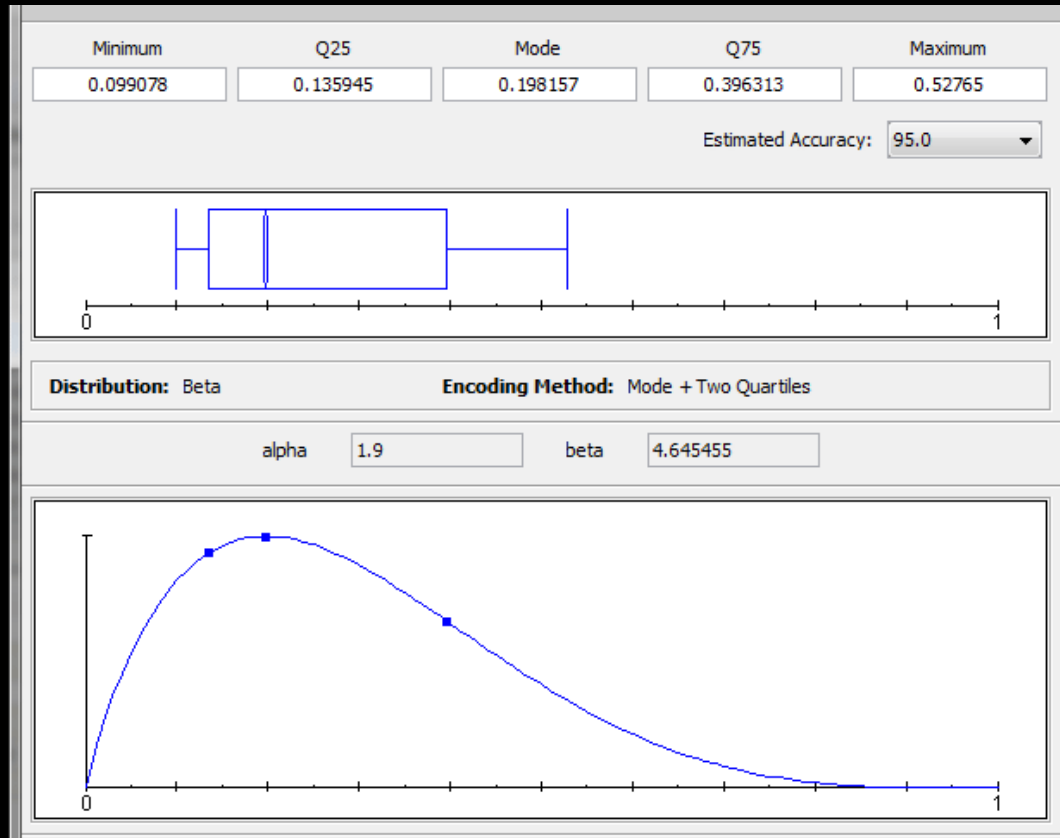 Minimum Q25 Mode Q75 Maximum
0.099078 0.135945 0.198157 0.396313 0.52765
Estimated Accuracy: 95.0
0 1
Distribution: Beta Encoding Method: Mode + Two Quartiles
alpha 1.9 beta 4.645455
0 1